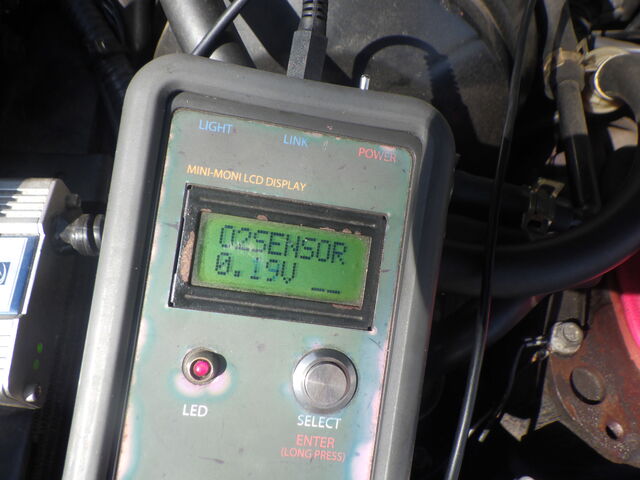 LIGHT LINK POWER
MINI-MONI LCD DISPLAY
O2SENSOR
0.19V
LED
SELECT
ENTER
(LONG PRESS)